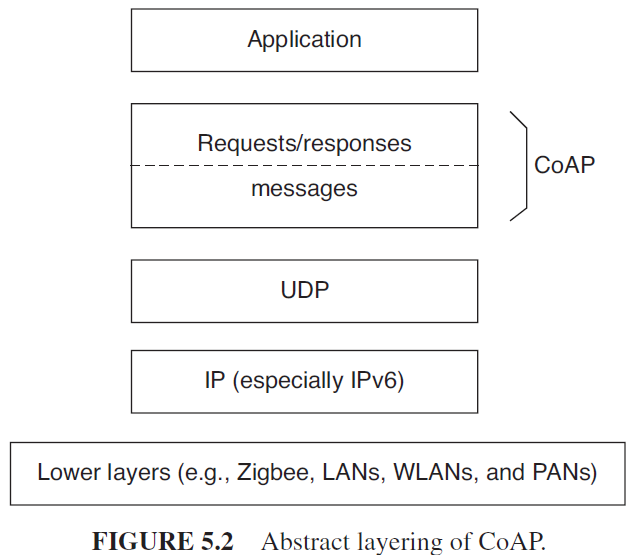 Application
Requests/responses
messages
CoAP
UDP
IP (especially IPv6)
Lower layers (e.g., Zigbee, LANs, WLANs, and PANs)
FIGURE 5.2 Abstract layering of CoAP.